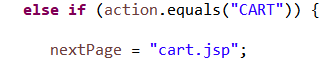 else if (action.equals("CART")) {
nextPage = "cart.jsp";